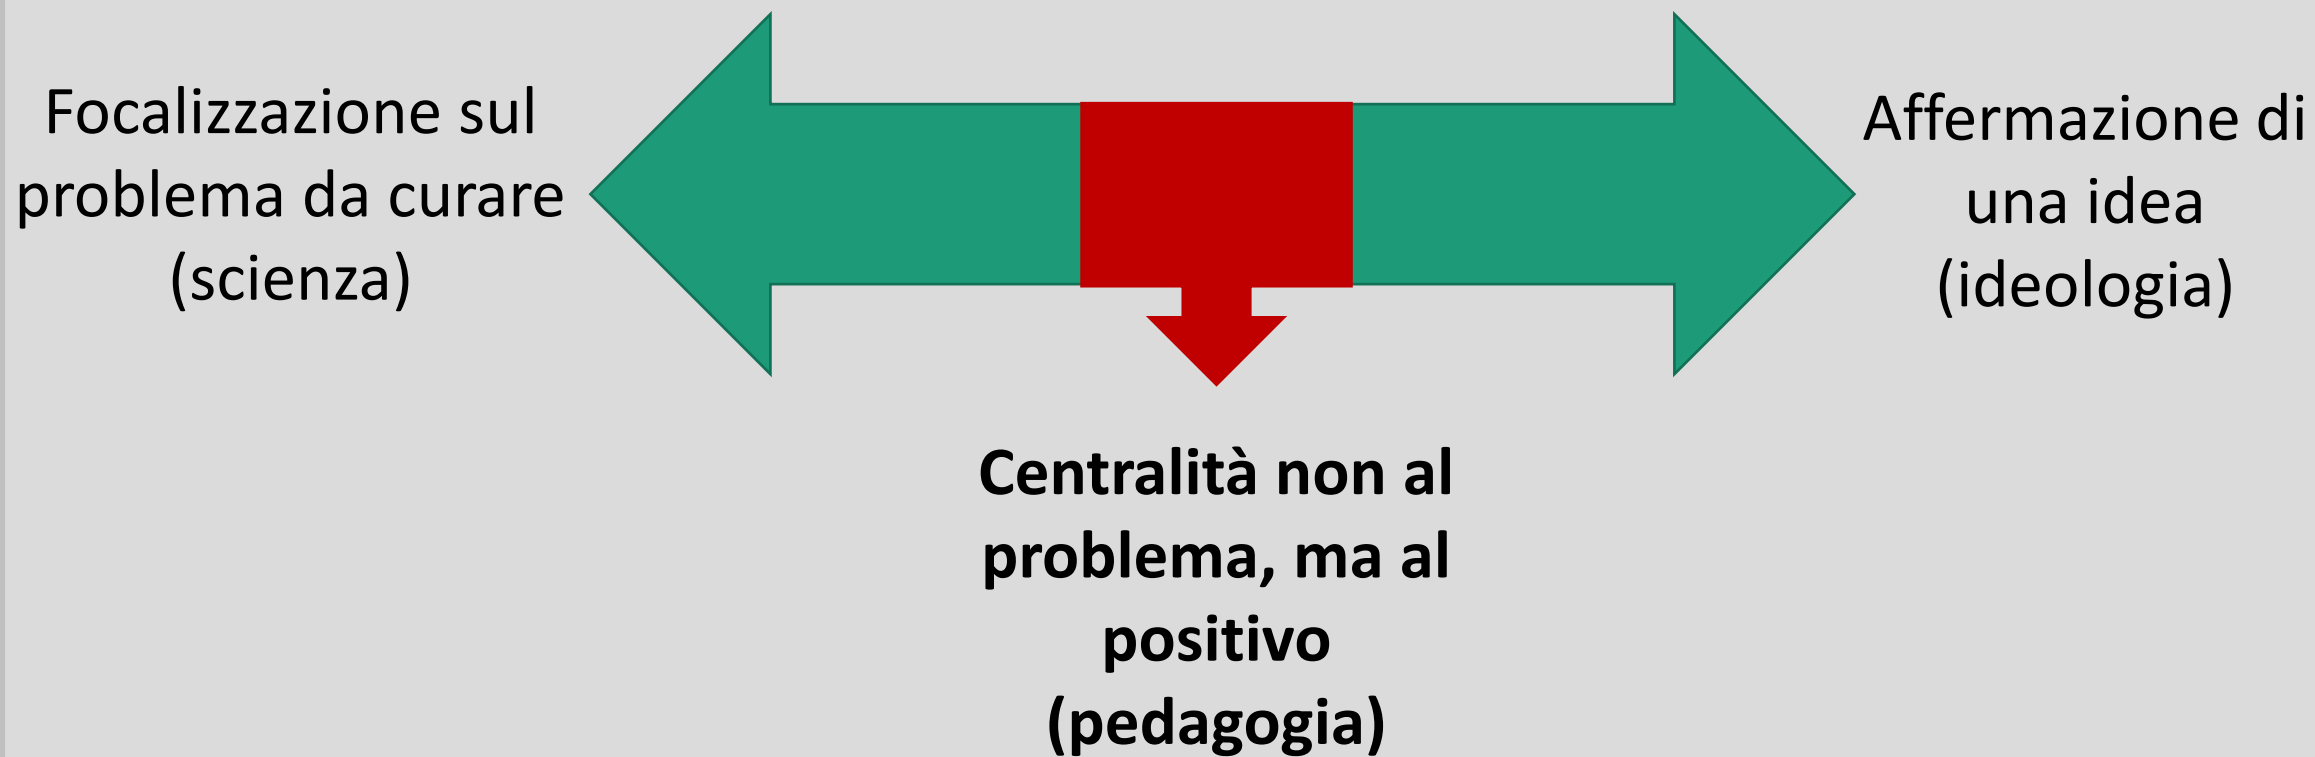 Focalizzazione sul
problema da curare
(scienza)
Affermazione di
una idea
(ideologia)
Centralità non al
problema, ma al
positivo
(pedagogia)